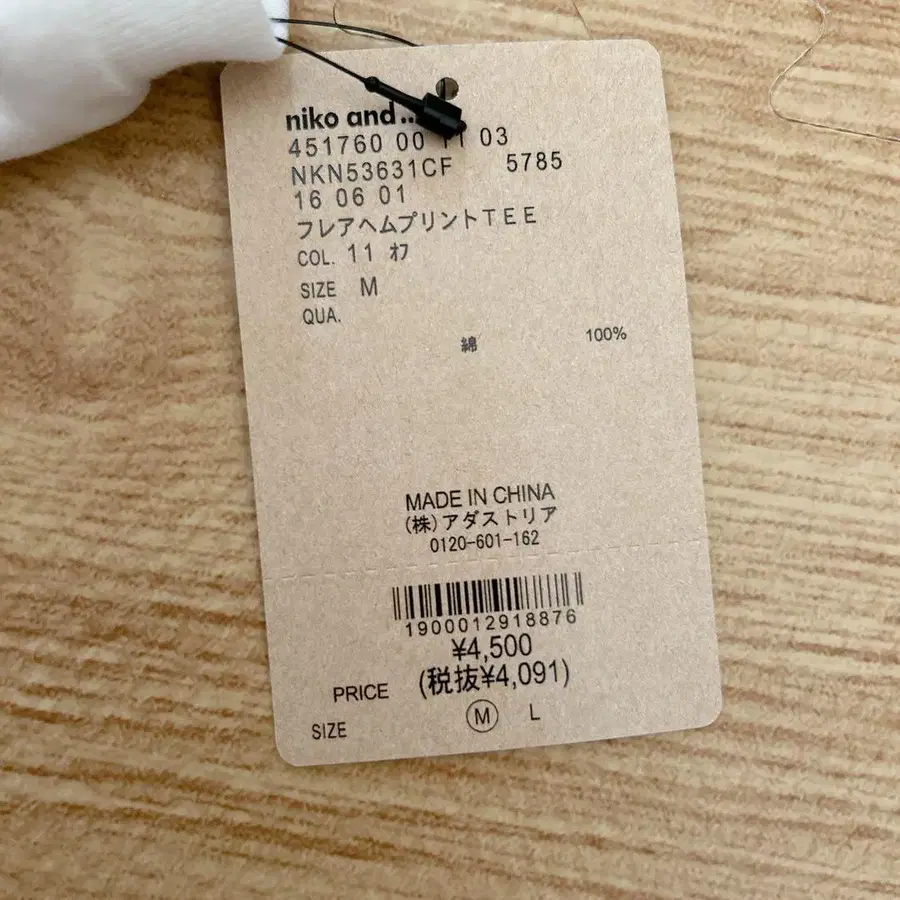 niko and ...
451760 00 11 03
NKN53631CF 5785
16 06 01
フレアヘムプリントTEE
COL. 11 ｵﾌ
SIZE M
QUA.
綿 100%
MADE IN CHINA
(株)アダストリア
0120-601-162
1900012918876
¥4,500
PRICE (税抜¥4,091)
SIZE M L